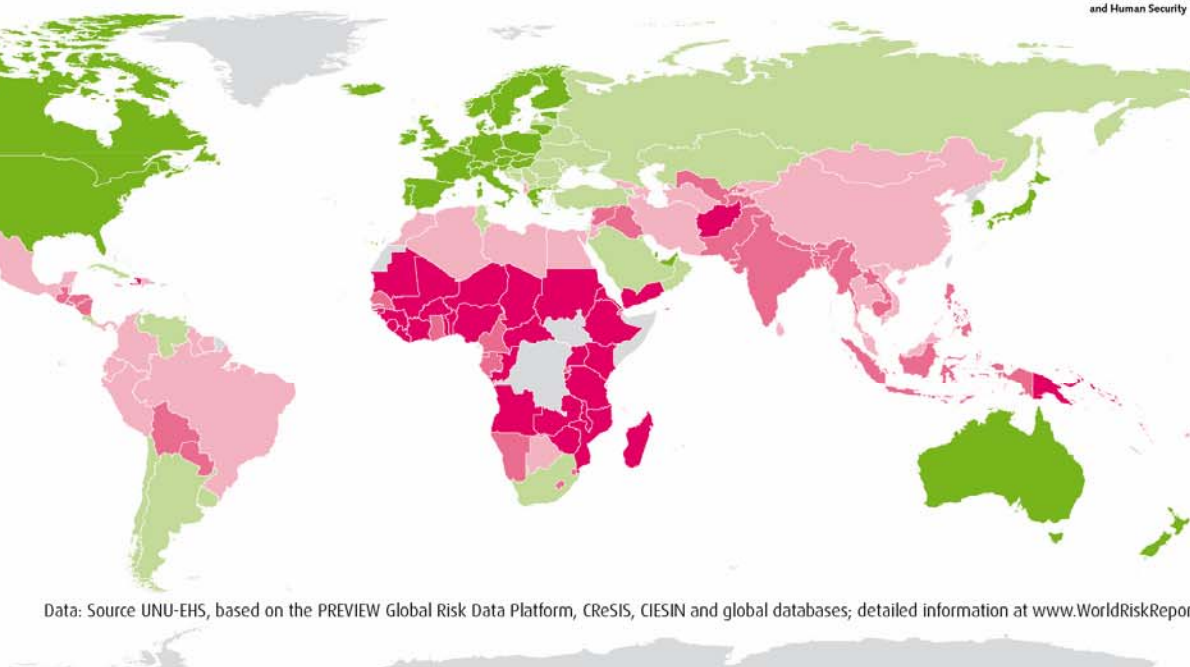 and Human Security
Data: Source UNU-EHS, based on the PREVIEW Global Risk Data Platform, CReSIS, CIESIN and global databases; detailed information at www.WorldRiskRepor